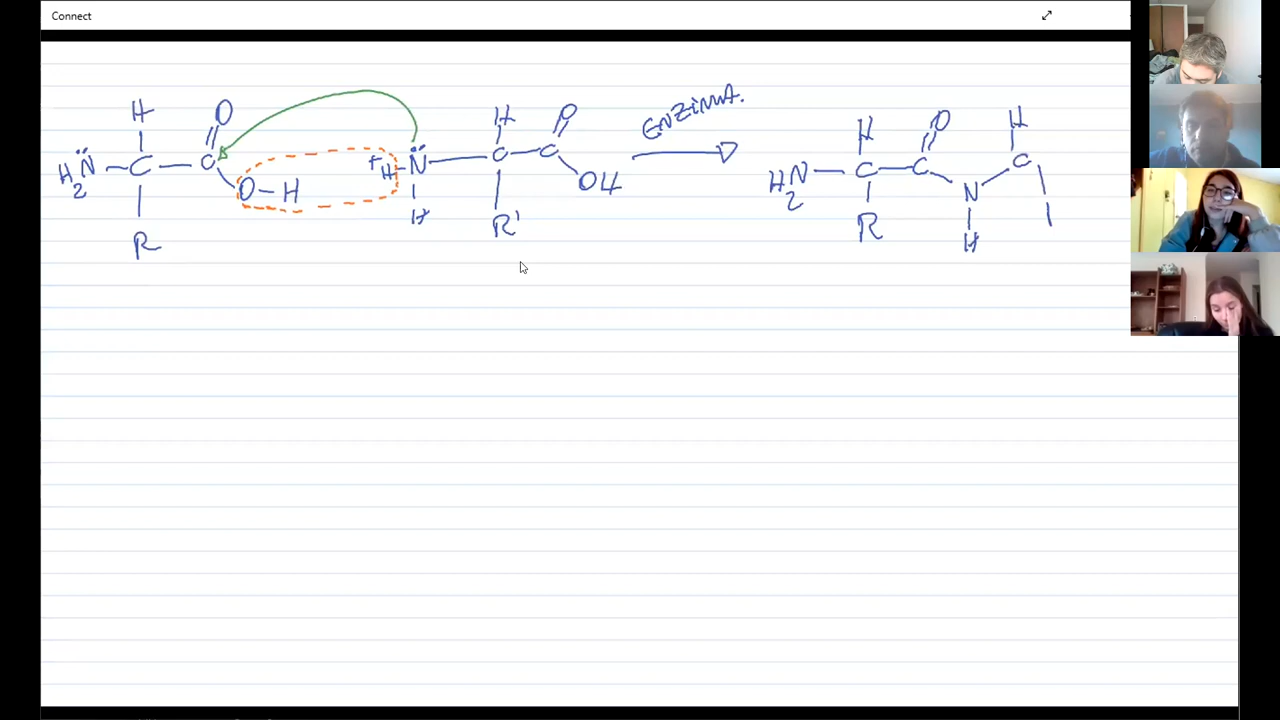 Connect
H O H O ENZIMA. H O H
H2N C C O-H +H-N C C OH H2N C C N C
R H R' R H